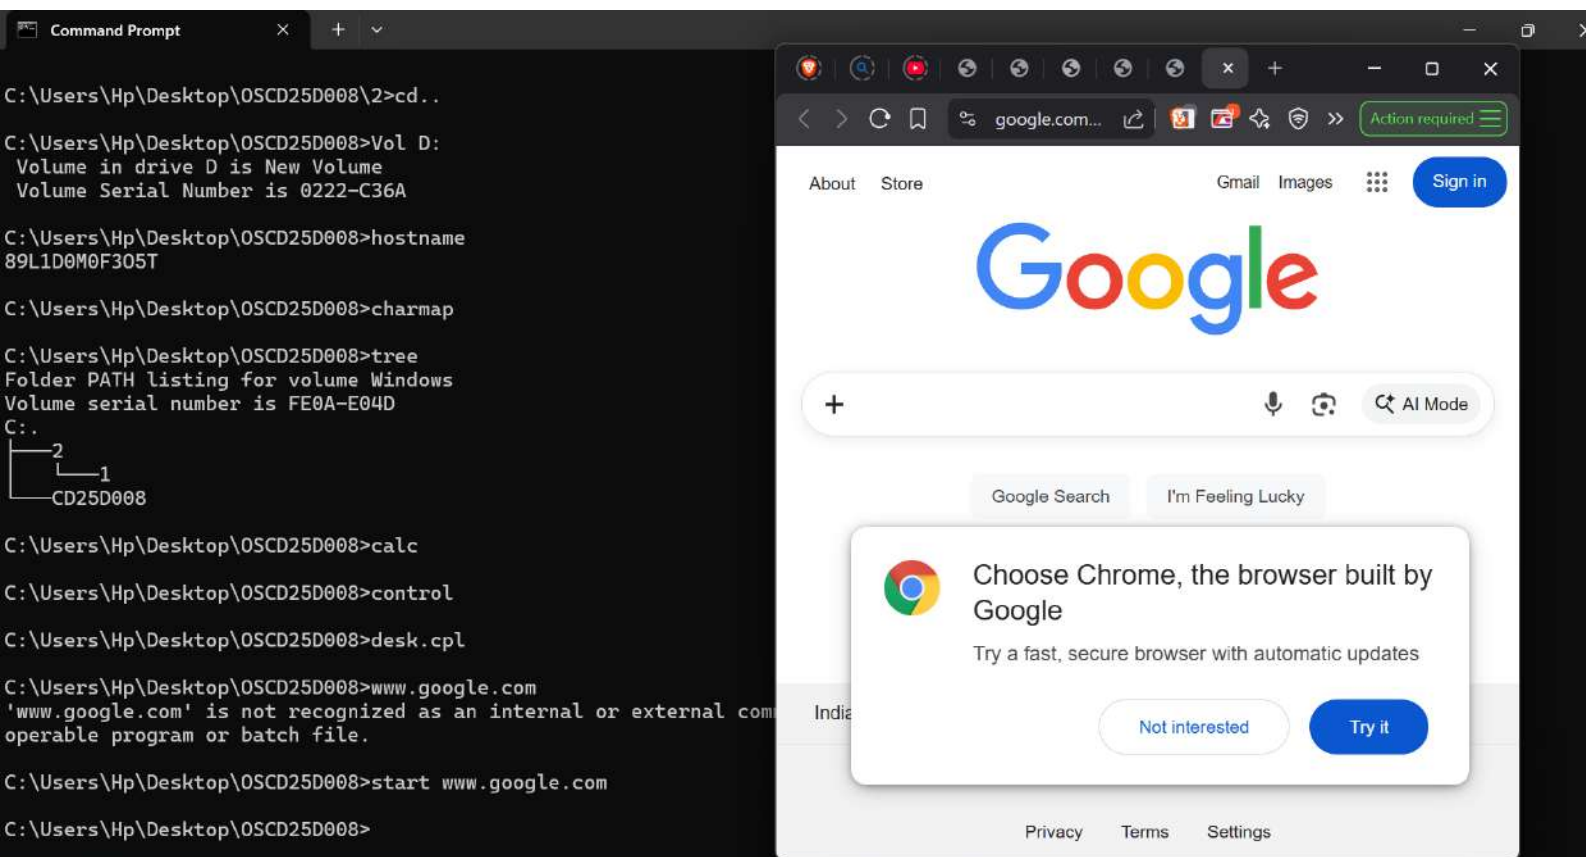 Command Prompt
C:\Users\Hp\Desktop\OSCD25D008\2>cd..
C:\Users\Hp\Desktop\OSCD25D008>Vol D:
Volume in drive D is New Volume
Volume Serial Number is 0222-C36A
C:\Users\Hp\Desktop\OSCD25D008>hostname
89L1D0M0F3O5T
C:\Users\Hp\Desktop\OSCD25D008>charmap
C:\Users\Hp\Desktop\OSCD25D008>tree
Folder PATH listing for volume Windows
Volume serial number is FE0A-E04D
C:.
2
1
CD25D008
C:\Users\Hp\Desktop\OSCD25D008>calc
C:\Users\Hp\Desktop\OSCD25D008>control
C:\Users\Hp\Desktop\OSCD25D008>desk.cpl
C:\Users\Hp\Desktop\OSCD25D008>www.google.com
'www.google.com' is not recognized as an internal or external com
operable program or batch file.
C:\Users\Hp\Desktop\OSCD25D008>start www.google.com
C:\Users\Hp\Desktop\OSCD25D008>
google.com...
Action required
About Store
Gmail Images
Sign in
Google
AI Mode
Google Search
I'm Feeling Lucky
Choose Chrome, the browser built by
Google
Try a fast, secure browser with automatic updates
Not interested
Try it
India
Privacy Terms Settings